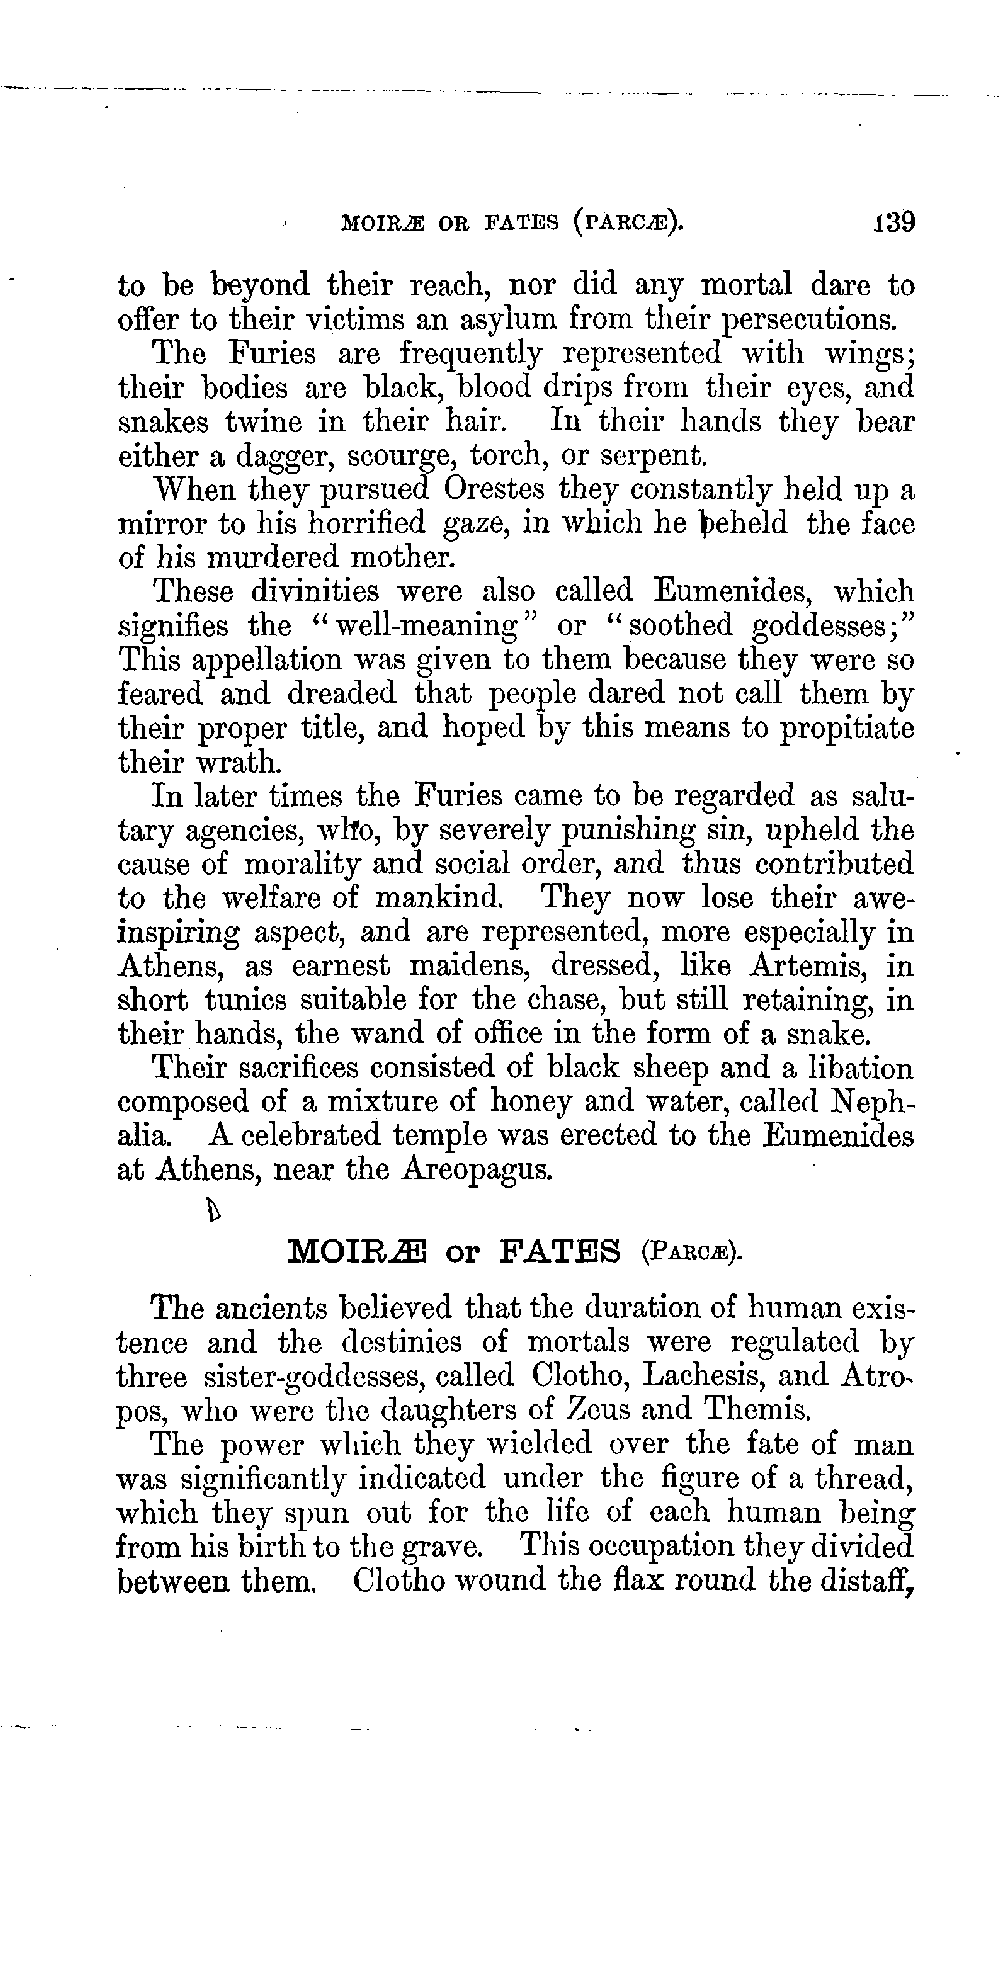 MOIRÆ OR FATES (PARCÆ). 139
to be beyond their reach, nor did any mortal dare to
offer to their victims an asylum from their persecutions.
The Furies are frequently represented with wings;
their bodies are black, blood drips from their eyes, and
snakes twine in their hair. In their hands they bear
either a dagger, scourge, torch, or serpent.
When they pursued Orestes they constantly held up a
mirror to his horrified gaze, in which he beheld the face
of his murdered mother.
These divinities were also called Eumenides, which
signifies the “well-meaning” or “soothed goddesses;”
This appellation was given to them because they were so
feared and dreaded that people dared not call them by
their proper title, and hoped by this means to propitiate
their wrath.
In later times the Furies came to be regarded as salu-
tary agencies, who, by severely punishing sin, upheld the
cause of morality and social order, and thus contributed
to the welfare of mankind. They now lose their awe-
inspiring aspect, and are represented, more especially in
Athens, as earnest maidens, dressed, like Artemis, in
short tunics suitable for the chase, but still retaining, in
their hands, the wand of office in the form of a snake.
Their sacrifices consisted of black sheep and a libation
composed of a mixture of honey and water, called Neph-
alia. A celebrated temple was erected to the Eumenides
at Athens, near the Areopagus.
MOIRÆ or FATES (PARCÆ).
The ancients believed that the duration of human exis-
tence and the destinies of mortals were regulated by
three sister-goddesses, called Clotho, Lachesis, and Atro-
pos, who were the daughters of Zeus and Themis.
The power which they wielded over the fate of man
was significantly indicated under the figure of a thread,
which they spun out for the life of each human being
from his birth to the grave. This occupation they divided
between them. Clotho wound the flax round the distaff,